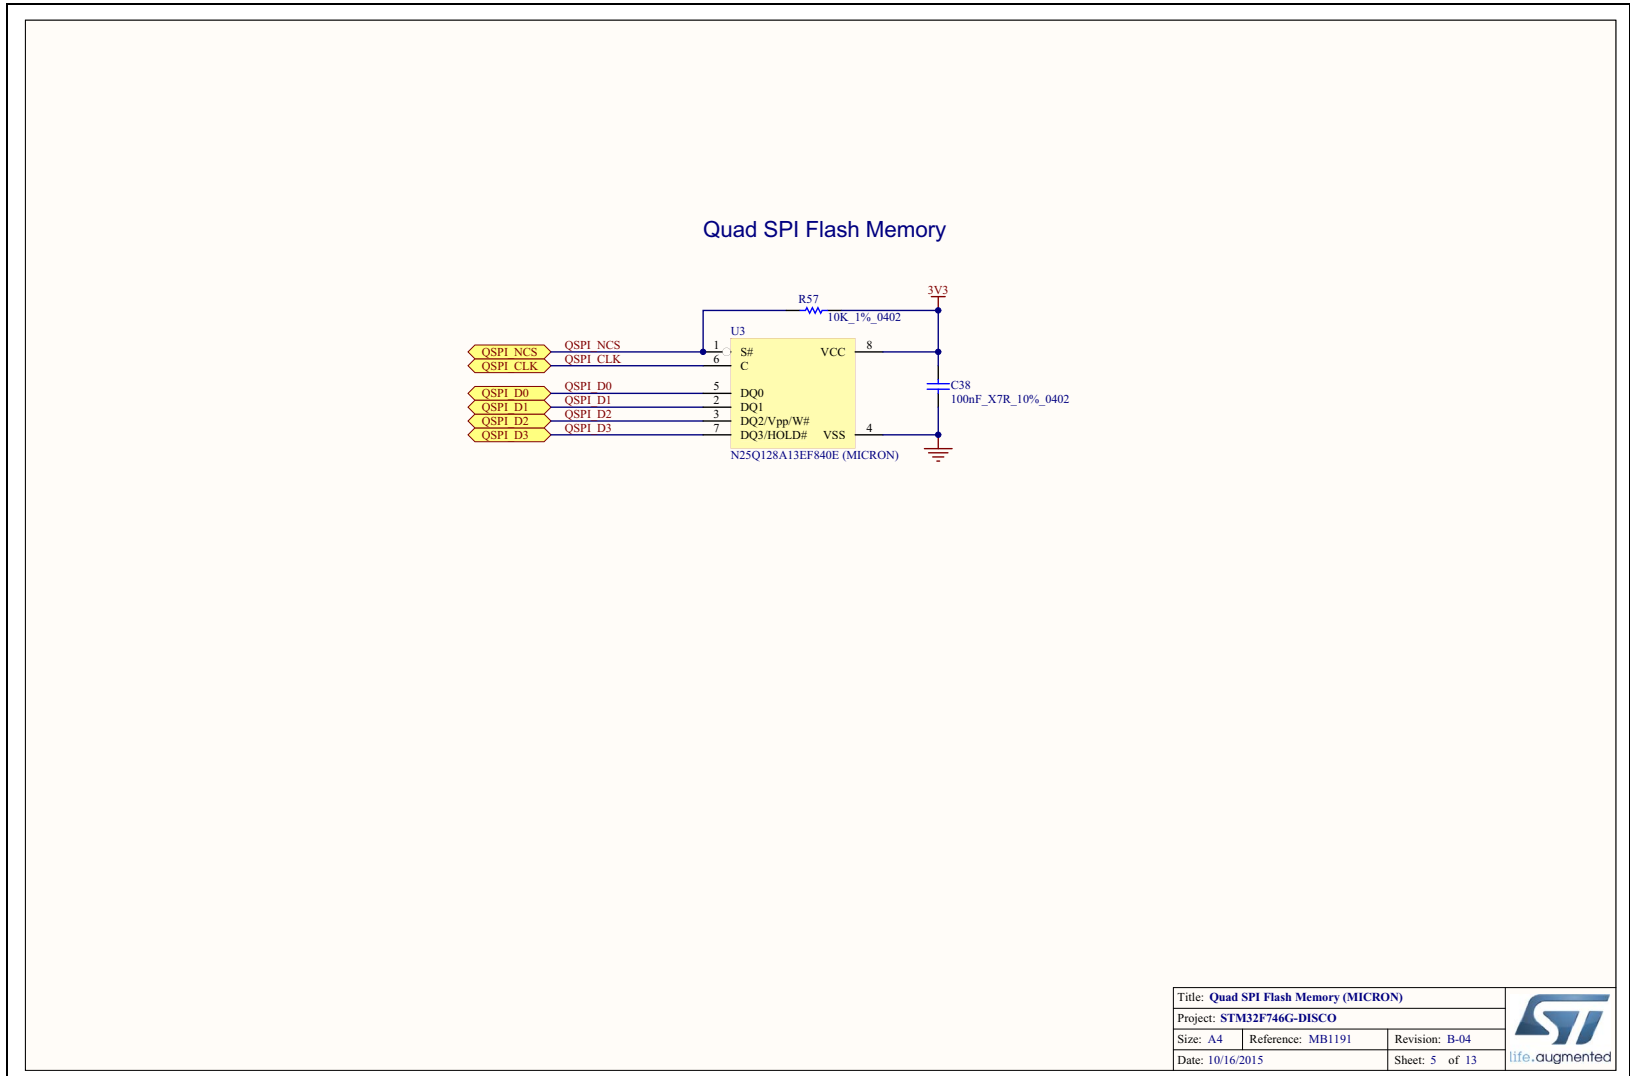 Quad SPI Flash Memory
3V3
R57
10K_1%_0402
U3
QSPI_NCS QSPI_NCS 1 S# VCC 8
QSPI_CLK QSPI_CLK 6 C
C38
100nF_X7R_10%_0402
QSPI_D0 QSPI_D0 5 DQ0
QSPI_D1 QSPI_D1 2 DQ1
QSPI_D2 QSPI_D2 3 DQ2/Vpp/W#
QSPI_D3 QSPI_D3 7 DQ3/HOLD# VSS 4
N25Q128A13EF840E (MICRON)
Title: Quad SPI Flash Memory (MICRON)
Project: STM32F746G-DISCO
Size: A4 Reference: MB1191 Revision: B-04
Date: 10/16/2015 Sheet: 5 of 13
ST
life.augmented